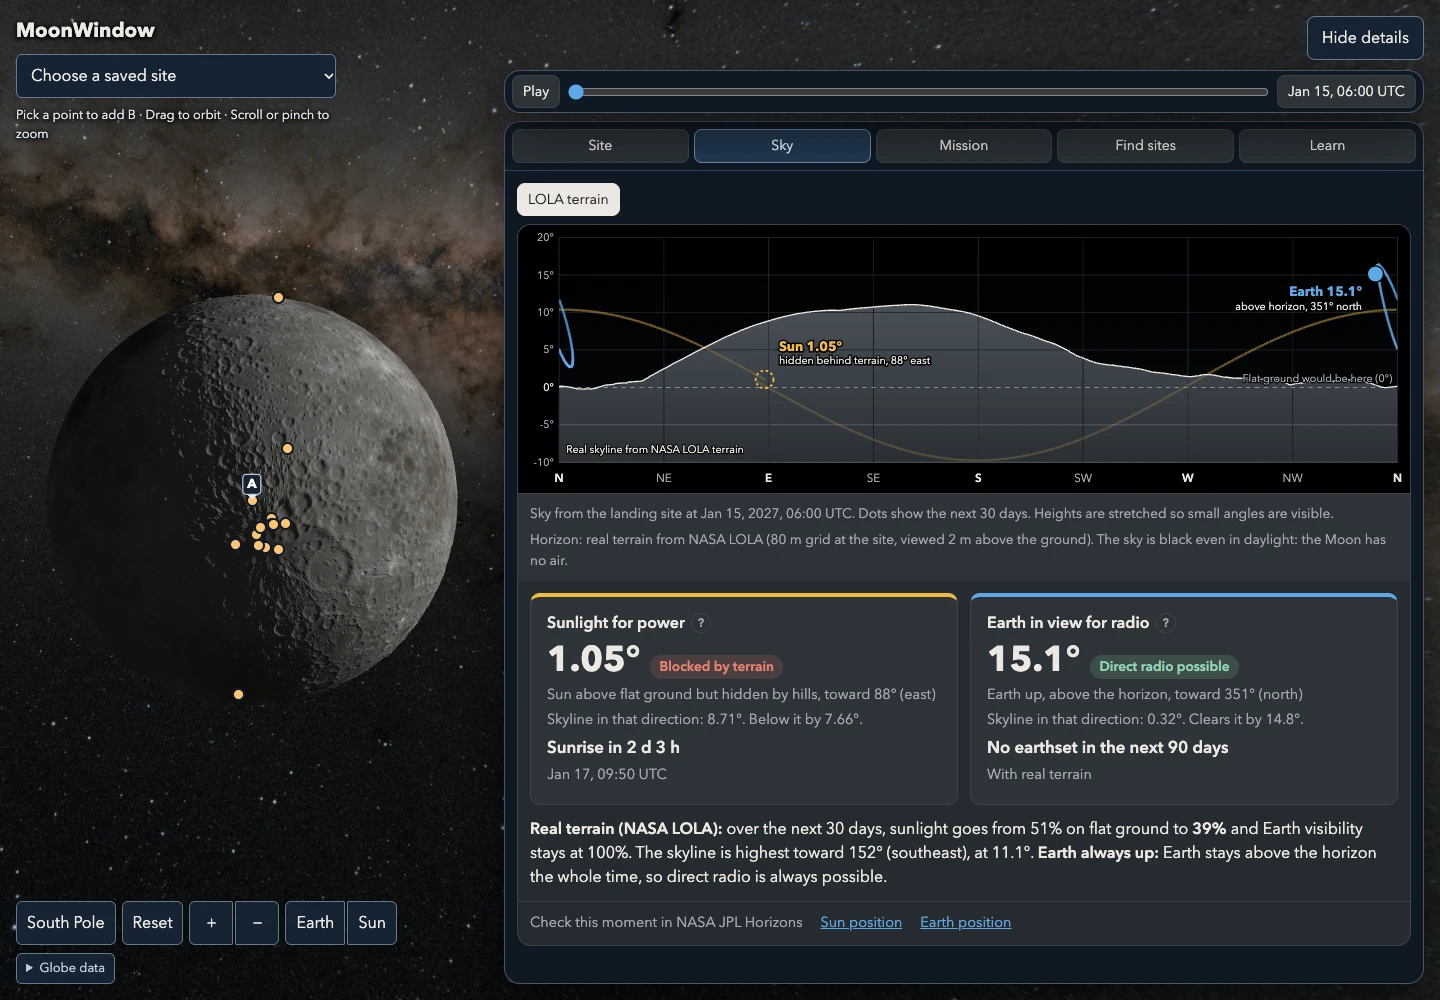 MoonWindow
Hide details
Choose a saved site
Pick a point to add B · Drag to orbit · Scroll or pinch to
zoom
Play
Jan 15, 06:00 UTC
Site
Sky
Mission
Find sites
Learn
LOLA terrain
20°
15°
10°
5°
0°
-5°
-10°
Earth 15.1°
above horizon, 351° north
Sun 1.05°
hidden behind terrain, 88° east
Flat ground would be here (0°)
Real skyline from NASA LOLA terrain
N
NE
E
SE
S
SW
W
NW
N
A
Sky from the landing site at Jan 15, 2027, 06:00 UTC. Dots show the next 30 days. Heights are stretched so small angles are visible.
Horizon: real terrain from NASA LOLA (80 m grid at the site, viewed 2 m above the ground). The sky is black even in daylight: the Moon has
no air.
Sunlight for power ?
1.05° Blocked by terrain
Sun above flat ground but hidden by hills, toward 88° (east)
Skyline in that direction: 8.71°. Below it by 7.66°.
Sunrise in 2 d 3 h
Jan 17, 09:50 UTC
Earth in view for radio ?
15.1° Direct radio possible
Earth up, above the horizon, toward 351° (north)
Skyline in that direction: 0.32°. Clears it by 14.8°.
No earthset in the next 90 days
With real terrain
Real terrain (NASA LOLA): over the next 30 days, sunlight goes from 51% on flat ground to 39% and Earth visibility
stays at 100%. The skyline is highest toward 152° (southeast), at 11.1°. Earth always up: Earth stays above the horizon
the whole time, so direct radio is always possible.
Check this moment in NASA JPL Horizons Sun position Earth position
South Pole
Reset
+
−
Earth
Sun
Globe data